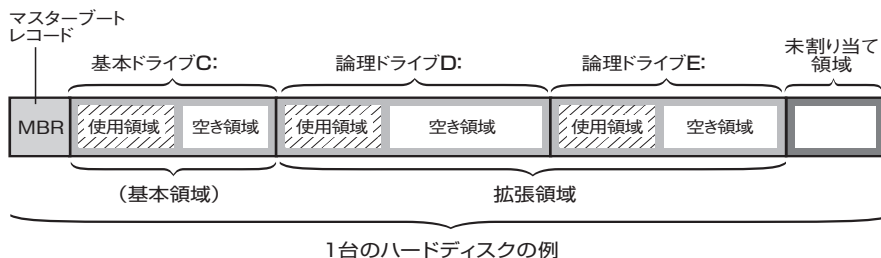 マスターブート
レコード
基本ドライブC:
論理ドライブD:
論理ドライブE:
未割り当て
領域
MBR
使用領域
空き領域
使用領域
空き領域
使用領域
空き領域
(基本領域)
拡張領域
1台のハードディスクの例